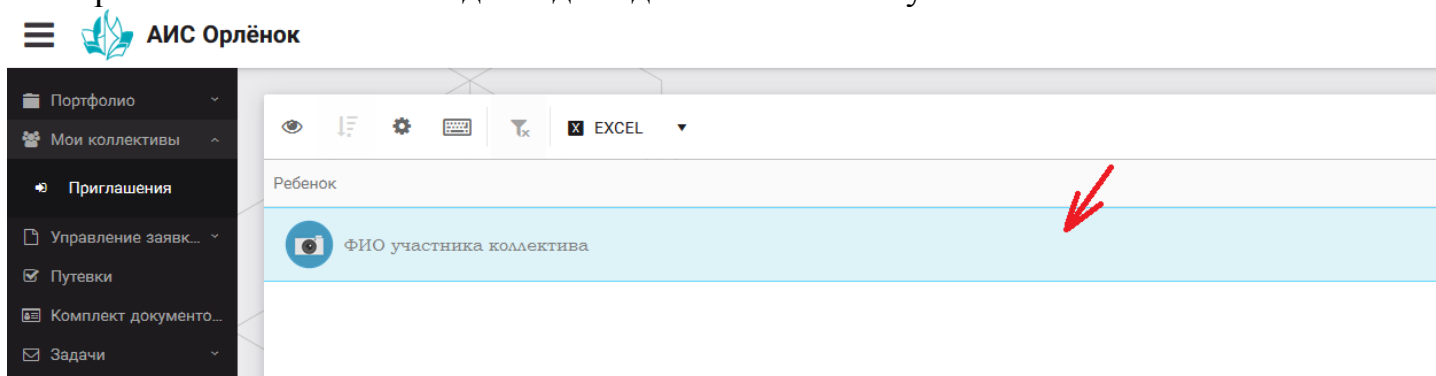 АИС Орлёнок
Портфолио
Мои коллективы
Приглашения
Управление заявк...
Путевки
Комплект документо...
Задачи
X EXCEL
Ребенок
ФИО участника коллектива